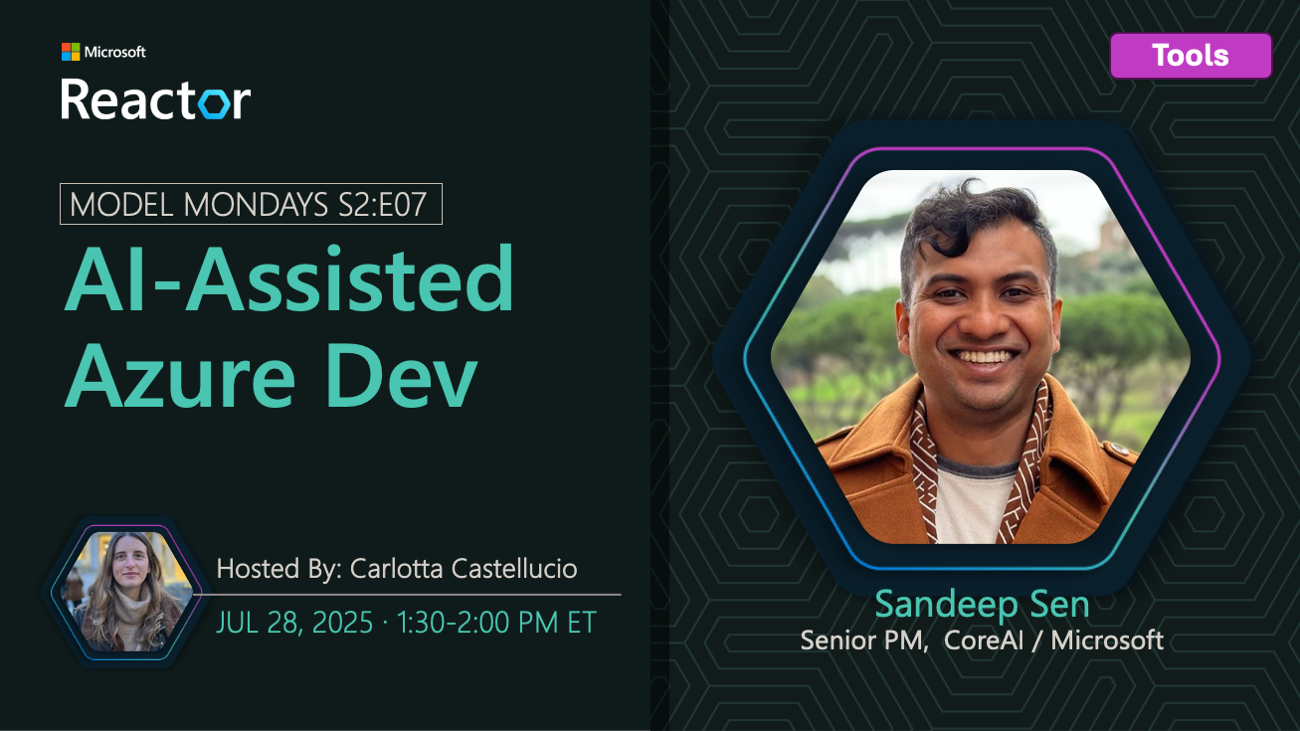 Microsoft
Reactor
Tools
MODEL MONDAYS S2:E07
AI-Assisted
Azure Dev
Hosted By: Carlotta Castellucio
JUL 28, 2025 · 1:30-2:00 PM ET
Sandeep Sen
Senior PM, CoreAI / Microsoft